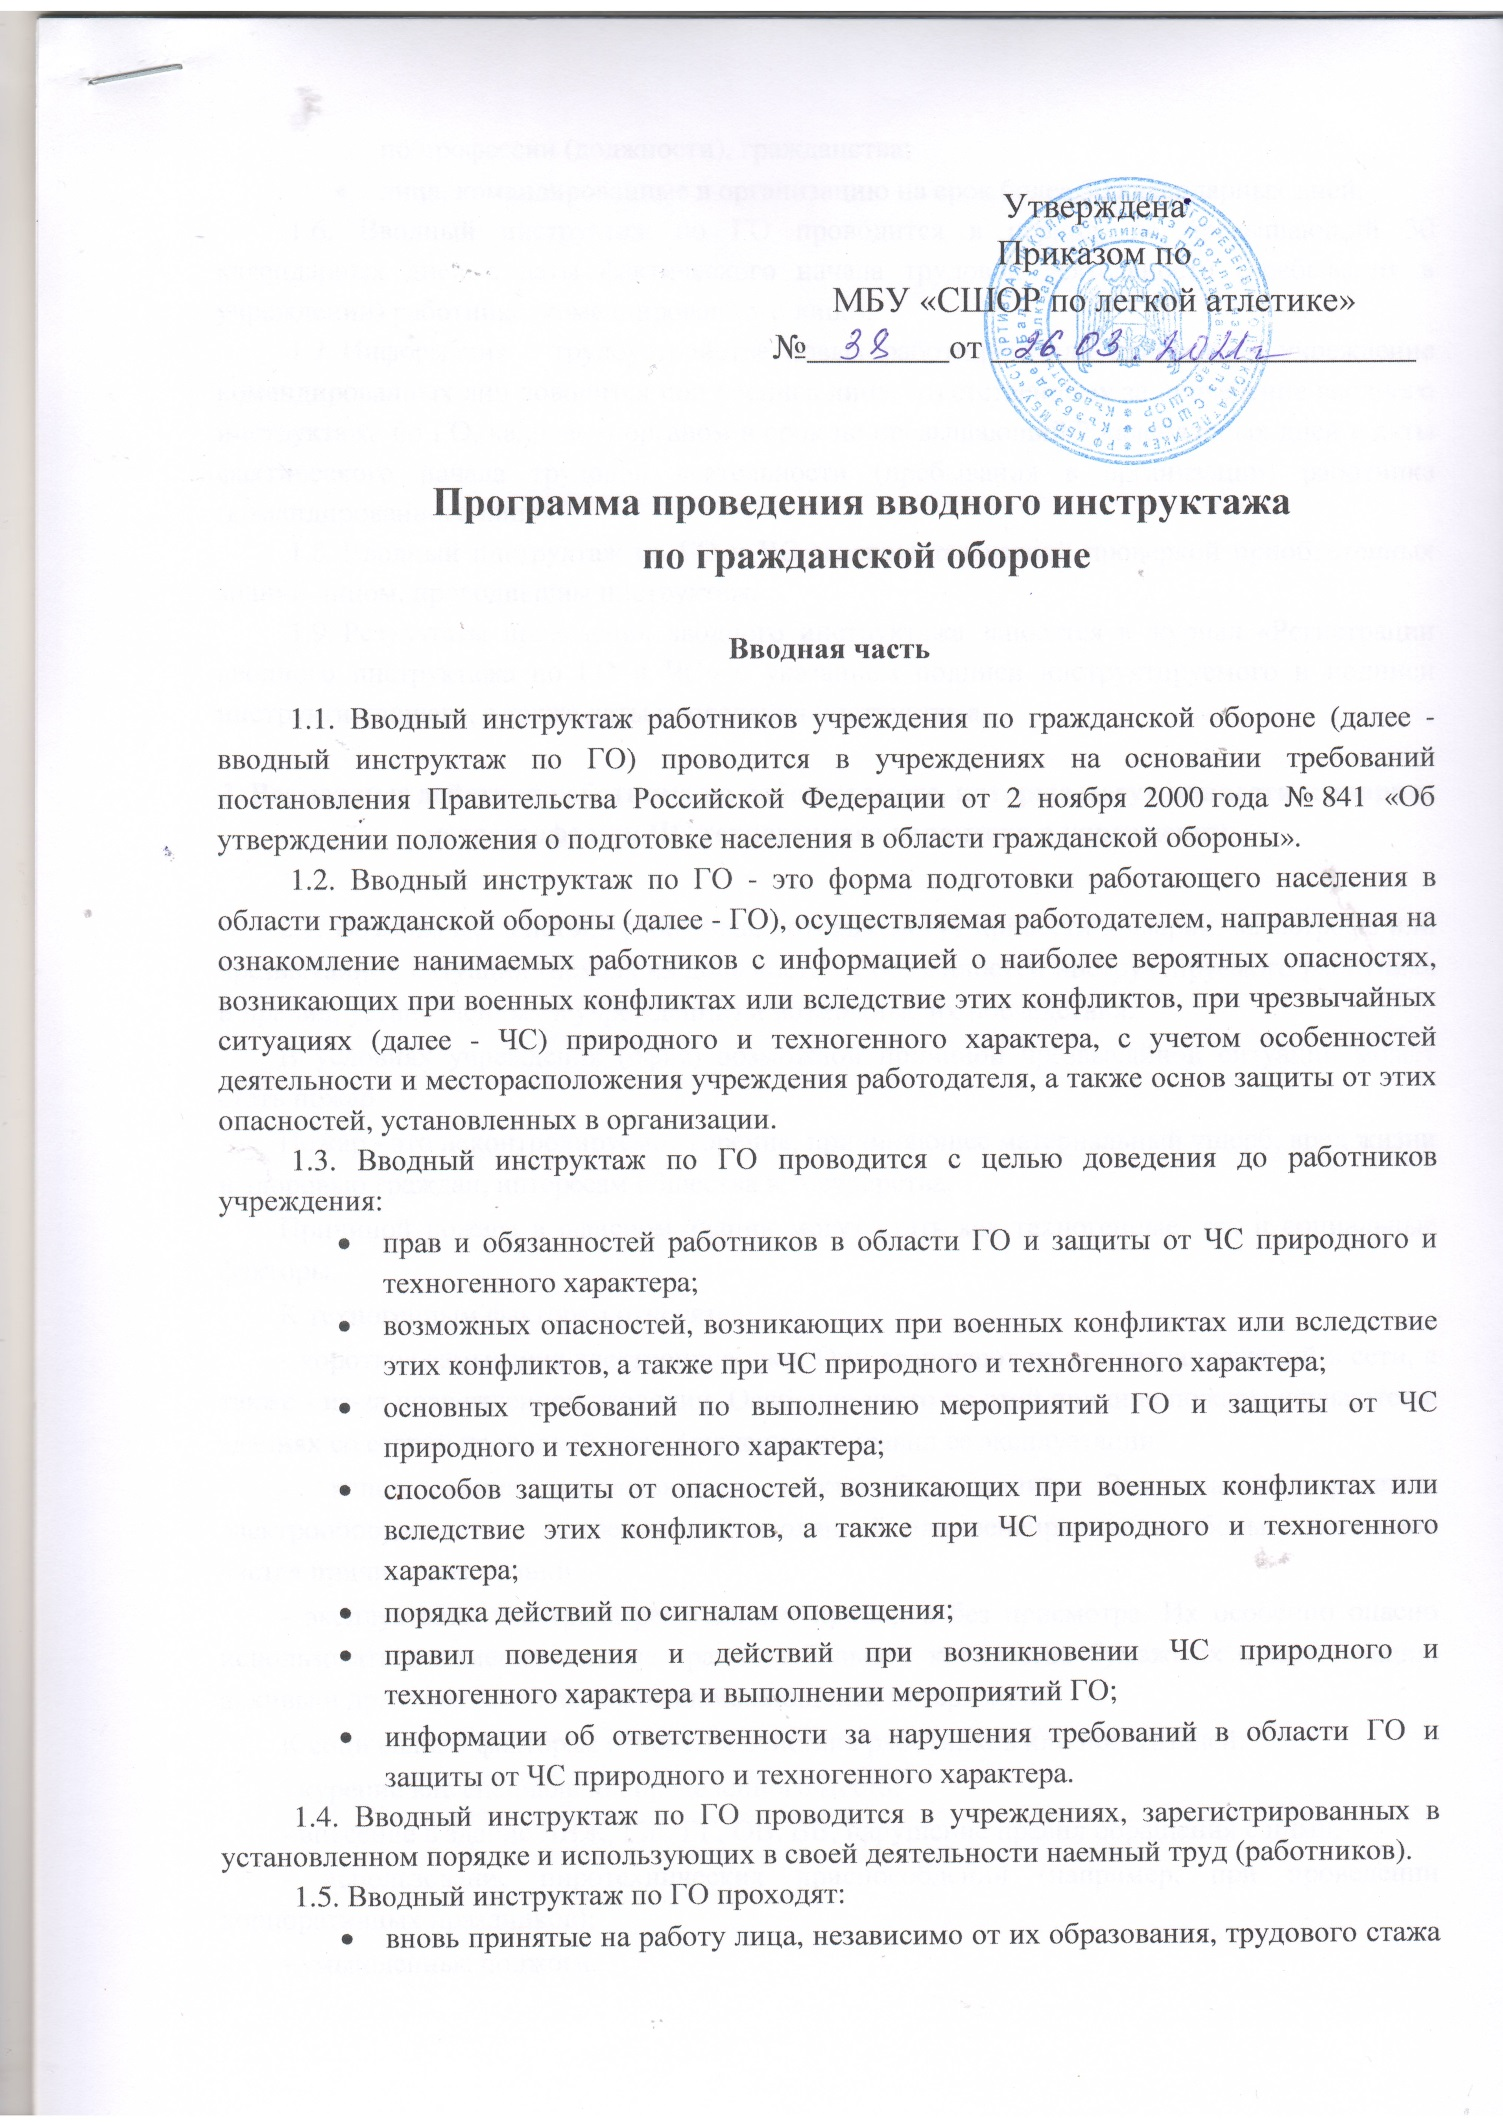 Утверждена
Приказом по
МБУ «СШОР по легкой атлетике»
№ 38 от 26 03. 2021г
Программа проведения вводного инструктажа
по гражданской обороне
Вводная часть
1.1. Вводный инструктаж работников учреждения по гражданской обороне (далее -
вводный инструктаж по ГО) проводится в учреждениях на основании требований
постановления Правительства Российской Федерации от 2 ноября 2000 года № 841 «Об
утверждении положения о подготовке населения в области гражданской обороны».
1.2. Вводный инструктаж по ГО - это форма подготовки работающего населения в
области гражданской обороны (далее - ГО), осуществляемая работодателем, направленная на
ознакомление нанимаемых работников с информацией о наиболее вероятных опасностях,
возникающих при военных конфликтах или вследствие этих конфликтов, при чрезвычайных
ситуациях (далее - ЧС) природного и техногенного характера, с учетом особенностей
деятельности и месторасположения учреждения работодателя, а также основ защиты от этих
опасностей, установленных в организации.
1.3. Вводный инструктаж по ГО проводится с целью доведения до работников
учреждения:
• прав и обязанностей работников в области ГО и защиты от ЧС природного и
техногенного характера;
• возможных опасностей, возникающих при военных конфликтах или вследствие
этих конфликтов, а также при ЧС природного и техногенного характера;
• основных требований по выполнению мероприятий ГО и защиты от ЧС
природного и техногенного характера;
• способов защиты от опасностей, возникающих при военных конфликтах или
вследствие этих конфликтов, а также при ЧС природного и техногенного
характера;
• порядка действий по сигналам оповещения;
• правил поведения и действий при возникновении ЧС природного и
техногенного характера и выполнении мероприятий ГО;
• информации об ответственности за нарушения требований в области ГО и
защиты от ЧС природного и техногенного характера.
1.4. Вводный инструктаж по ГО проводится в учреждениях, зарегистрированных в
установленном порядке и использующих в своей деятельности наемный труд (работников).
1.5. Вводный инструктаж по ГО проходят:
• вновь принятые на работу лица, независимо от их образования, трудового стажа